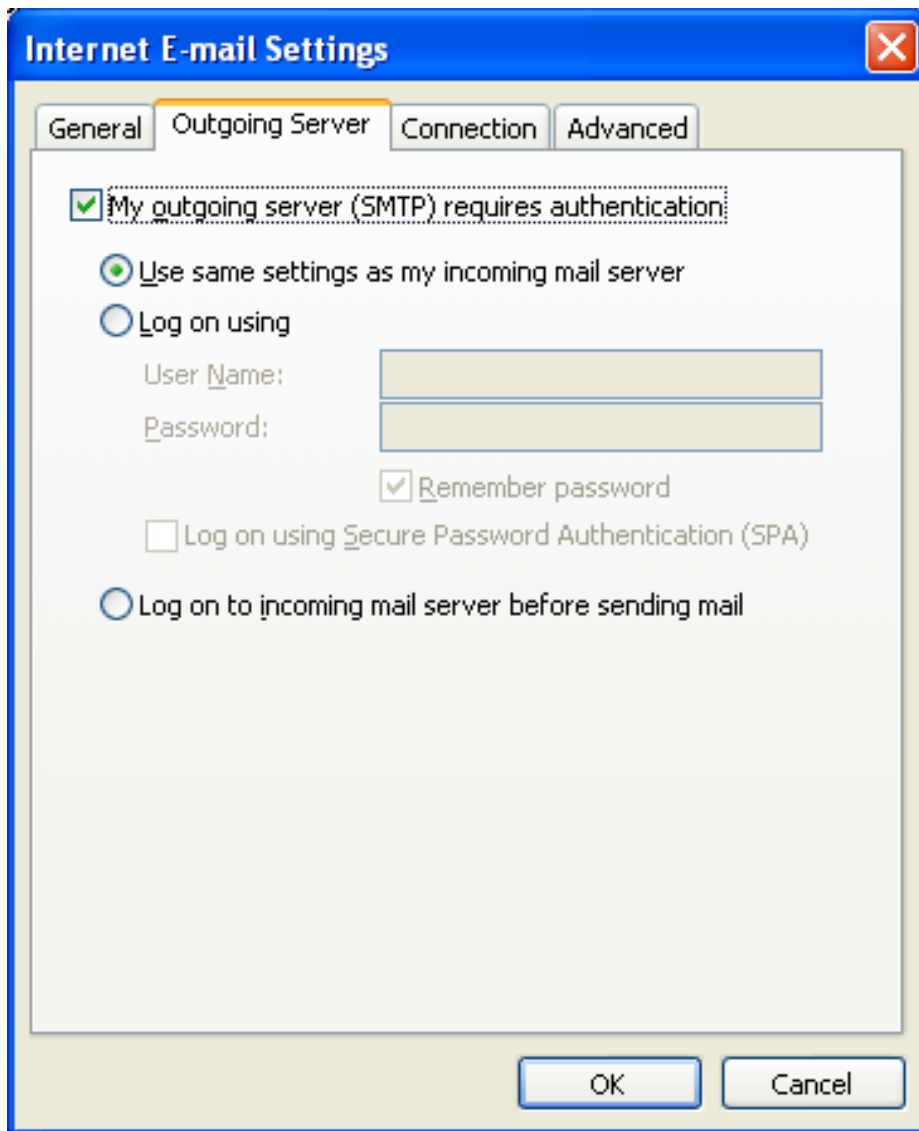 Internet E-mail Settings
General Outgoing Server Connection Advanced
My outgoing server (SMTP) requires authentication
Use same settings as my incoming mail server
Log on using
User Name:
Password:
Remember password
Log on using Secure Password Authentication (SPA)
Log on to incoming mail server before sending mail
OK Cancel